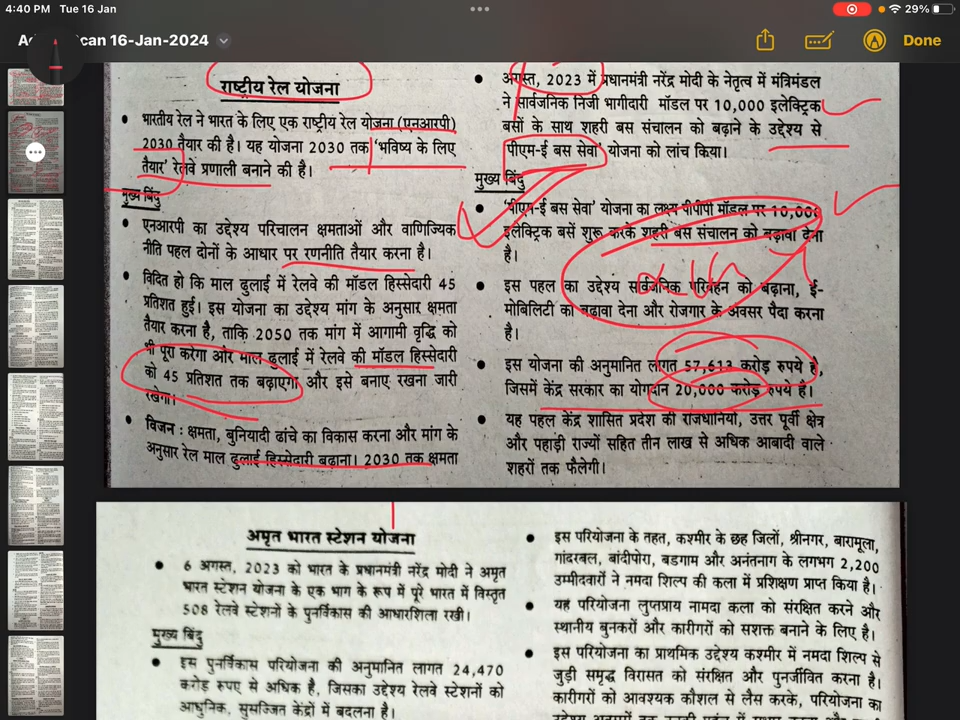 4:40 PM Tue 16 Jan
29%
can 16-Jan-2024
Done
राष्ट्रीय रेल योजना
• भारतीय रेल ने भारत के लिए एक राष्ट्रीय रेल योजना (एनआरपी)
2030 तैयार की है। यह योजना 2030 तक 'भविष्य के लिए
तैयार' रेलवे प्रणाली बनाने की है।
मुख्य बिंदु
• एनआरपी का उद्देश्य परिचालन क्षमताओं और वाणिज्यिक
नीति पहल दोनों के आधार पर रणनीति तैयार करना है।
• विदित हो कि माल ढुलाई में रेलवे की मॉडल हिस्सेदारी 45
प्रतिशत हुई। इस योजना का उद्देश्य मांग के अनुसार क्षमता
तैयार करना है, ताकि 2050 तक मांग में आगामी वृद्धि को
भी पूरा करेगा और माल ढुलाई में रेलवे की मॉडल हिस्सेदारी
को 45 प्रतिशत तक बढ़ाएगा और इसे बनाए रखना जारी
रखेगा।
• विजन : क्षमता, बुनियादी ढांचे का विकास करना और मांग के
अनुसार रेल माल ढुलाई हिस्सेदारी बढ़ाना। 2030 तक क्षमता
• अगस्त, 2023 में प्रधानमंत्री नरेंद्र मोदी के नेतृत्व में मंत्रिमंडल
ने सार्वजनिक निजी भागीदारी मॉडल पर 10,000 इलेक्ट्रिक
बसों के साथ शहरी बस संचालन को बढ़ाने के उद्देश्य से
'पीएम-ई बस सेवा' योजना को लांच किया।
मुख्य बिंदु
• 'पीएम-ई बस सेवा' योजना का लक्ष्य पीपीपी मॉडल पर 10,000
इलेक्ट्रिक बसें शुरू करके शहरी बस संचालन को बढ़ावा देना
है।
• इस पहल का उद्देश्य सार्वजनिक परिवहन को बढ़ाना, ई-
मोबिलिटी को बढ़ावा देना और रोजगार के अवसर पैदा करना
है।
• इस योजना की अनुमानित लागत 57,613 करोड़ रुपये है,
जिसमें केंद्र सरकार का योगदान 20,000 करोड़ रुपये है।
• यह पहल केंद्र शासित प्रदेश की राजधानियों, उत्तर पूर्वी क्षेत्र
और पहाड़ी राज्यों सहित तीन लाख से अधिक आबादी वाले
शहरों तक फैलेगी।
अमृत भारत स्टेशन योजना
• 6 अगस्त, 2023 को भारत के प्रधानमंत्री नरेंद्र मोदी ने अमृत
भारत स्टेशन योजना के एक भाग के रूप में पूरे भारत में विस्तृत
508 रेलवे स्टेशनों के पुनर्विकास की आधारशिला रखी।
मुख्य बिंदु
• इस पुनर्विकास परियोजना की अनुमानित लागत 24,470
करोड़ रुपए से अधिक है, जिसका उद्देश्य रेलवे स्टेशनों को
आधुनिक, सुसज्जित केंद्रों में बदलना है।
• इस परियोजना के तहत, कश्मीर के छह जिलों, श्रीनगर, बारामूला,
गांदरबल, बांदीपोरा, बडगाम और अनंतनाग के लगभग 2,200
उम्मीदवारों ने नमदा शिल्प की कला में प्रशिक्षण प्राप्त किया है।
• यह परियोजना लुप्तप्राय नामदा कला को संरक्षित करने और
स्थानीय बुनकरों और कारीगरों को सशक्त बनाने के लिए है।
• इस परियोजना का प्राथमिक उद्देश्य कश्मीर में नमदा शिल्प से
जुड़ी समृद्ध विरासत को संरक्षित और पुनर्जीवित करना है।
कारीगरों को आवश्यक कौशल से लैस करके, परियोजना का